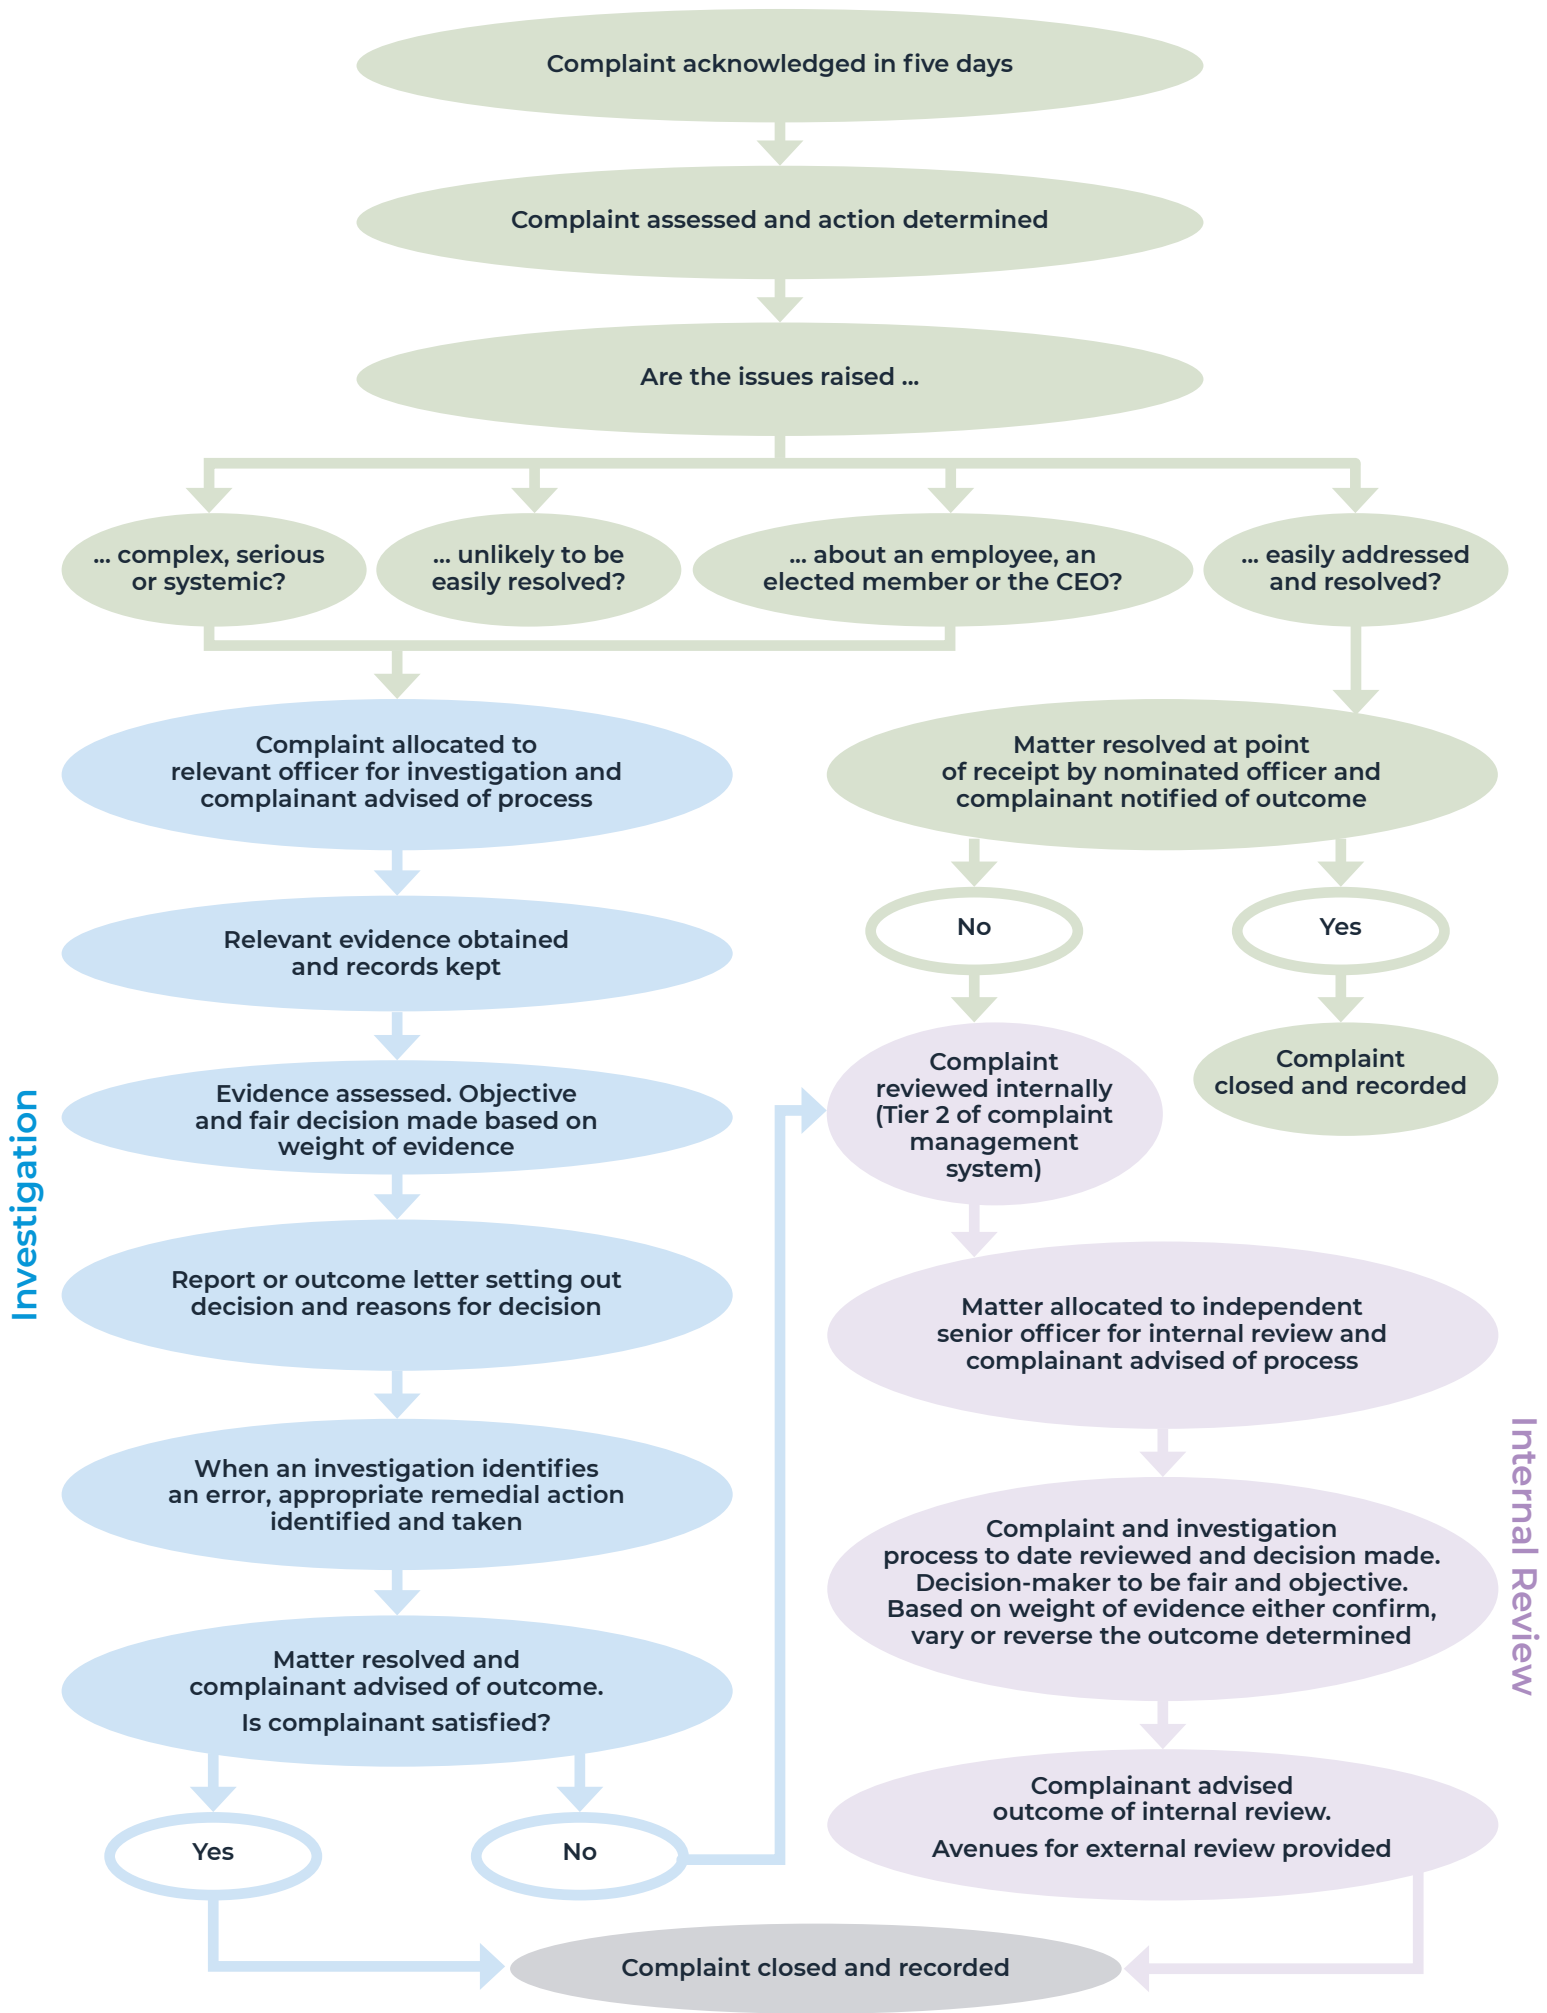 Complaint acknowledged in five days
Complaint assessed and action determined
Are the issues raised ...
... complex, serious
or systemic?
... unlikely to be
easily resolved?
... about an employee, an
elected member or the CEO?
... easily addressed
and resolved?
Investigation
Complaint allocated to
relevant officer for investigation and
complainant advised of process
Relevant evidence obtained
and records kept
Evidence assessed. Objective
and fair decision made based on
weight of evidence
Report or outcome letter setting out
decision and reasons for decision
When an investigation identifies
an error, appropriate remedial action
identified and taken
Matter resolved and
complainant advised of outcome.
Is complainant satisfied?
Yes
No
Matter resolved at point
of receipt by nominated officer and
complainant notified of outcome
No
Yes
Complaint
reviewed internally
(Tier 2 of complaint
management
system)
Complaint
closed and recorded
Internal Review
Matter allocated to independent
senior officer for internal review and
complainant advised of process
Complaint and investigation
process to date reviewed and decision made.
Decision-maker to be fair and objective.
Based on weight of evidence either confirm,
vary or reverse the outcome determined
Complainant advised
outcome of internal review.
Avenues for external review provided
Complaint closed and recorded